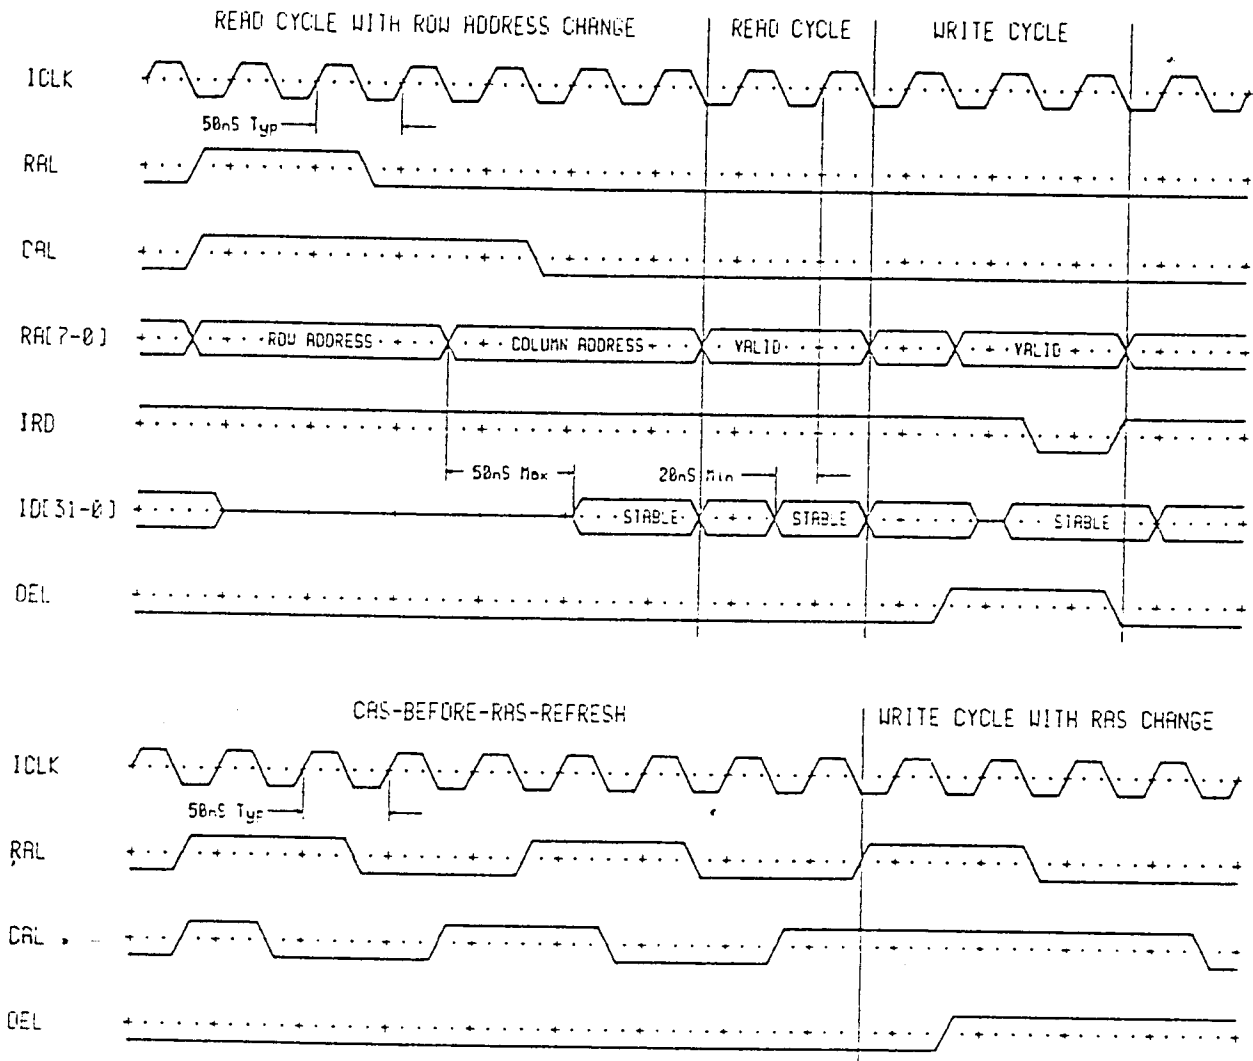 READ CYCLE WITH ROW ADDRESS CHANGE READ CYCLE WRITE CYCLE
ICLK
50nS Typ
RAL
CAL
RA[7-0] ROW ADDRESS COLUMN ADDRESS VALID VALID
IRD
50nS Max 20nS Min
ID[31-0] STABLE STABLE STABLE
OEL
CAS-BEFORE-RAS-REFRESH WRITE CYCLE WITH RAS CHANGE
ICLK
50nS Typ
RAL
CAL
OEL